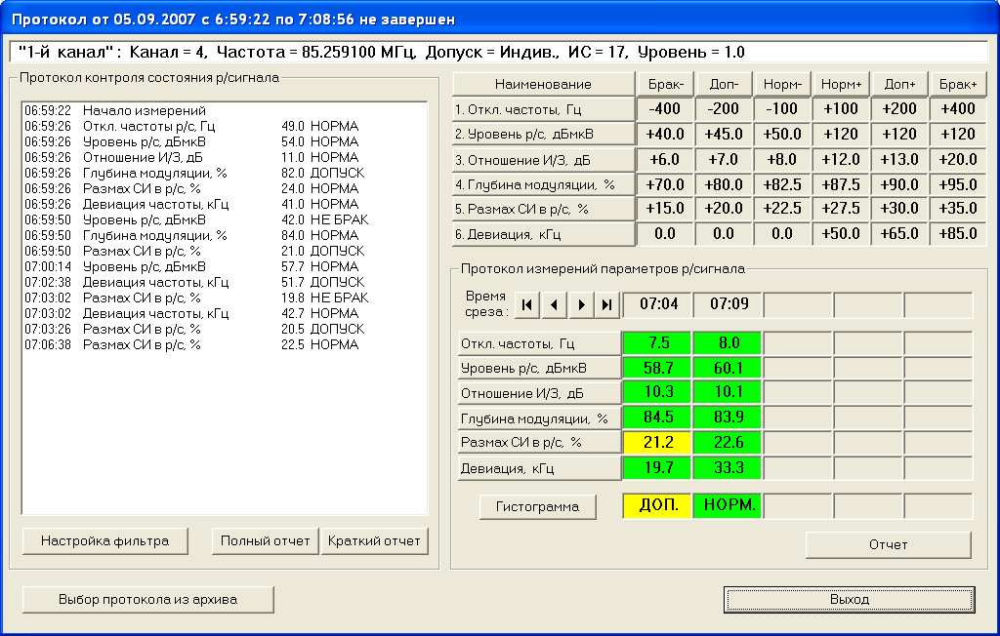 Протокол от 05.09.2007 с 6:59:22 по 7:08:56 не завершен
"1-й канал" : Канал = 4, Частота = 85.259100 МГц, Допуск = Индив., ИС = 17, Уровень = 1.0
Протокол контроля состояния р/сигнала
06:59:22 Начало измерений
06:59:26 Откл. частоты р/с, Гц 49.0 НОРМА
06:59:26 Уровень р/с, дБмкВ 54.0 НОРМА
06:59:26 Отношение И/З, дБ 11.0 НОРМА
06:59:26 Глубина модуляции, % 82.0 ДОПУСК
06:59:26 Размах СИ в р/с, % 24.0 НОРМА
06:59:26 Девиация частоты, кГц 41.0 НОРМА
06:59:50 Уровень р/с, дБмкВ 42.0 НЕ БРАК
06:59:50 Глубина модуляции, % 84.0 НОРМА
06:59:50 Размах СИ в р/с, % 21.0 ДОПУСК
07:00:14 Уровень р/с, дБмкВ 57.7 НОРМА
07:02:38 Девиация частоты, кГц 51.7 ДОПУСК
07:03:02 Размах СИ в р/с, % 19.8 НЕ БРАК
07:03:02 Девиация частоты, кГц 42.7 НОРМА
07:03:26 Размах СИ в р/с, % 20.5 ДОПУСК
07:06:38 Размах СИ в р/с, % 22.5 НОРМА
Настройка фильтра Полный отчет Краткий отчет
Выбор протокола из архива
Наименование Брак- Доп- Норм- Норм+ Доп+ Брак+
1. Откл. частоты, Гц -400 -200 -100 +100 +200 +400
2. Уровень р/с, дБмкВ +40.0 +45.0 +50.0 +120 +120 +120
3. Отношение И/З, дБ +6.0 +7.0 +8.0 +12.0 +13.0 +20.0
4. Глубина модуляции, % +70.0 +80.0 +82.5 +87.5 +90.0 +95.0
5. Размах СИ в р/с, % +15.0 +20.0 +22.5 +27.5 +30.0 +35.0
6. Девиация, кГц 0.0 0.0 0.0 +50.0 +65.0 +85.0
Протокол измерений параметров р/сигнала
Время
среза : 07:04 07:09
Откл. частоты, Гц 7.5 8.0
Уровень р/с, дБмкВ 58.7 60.1
Отношение И/З, дБ 10.3 10.1
Глубина модуляции, % 84.5 83.9
Размах СИ в р/с, % 21.2 22.6
Девиация, кГц 19.7 33.3
Гистограмма ДОП. НОРМ.
Отчет
Выход